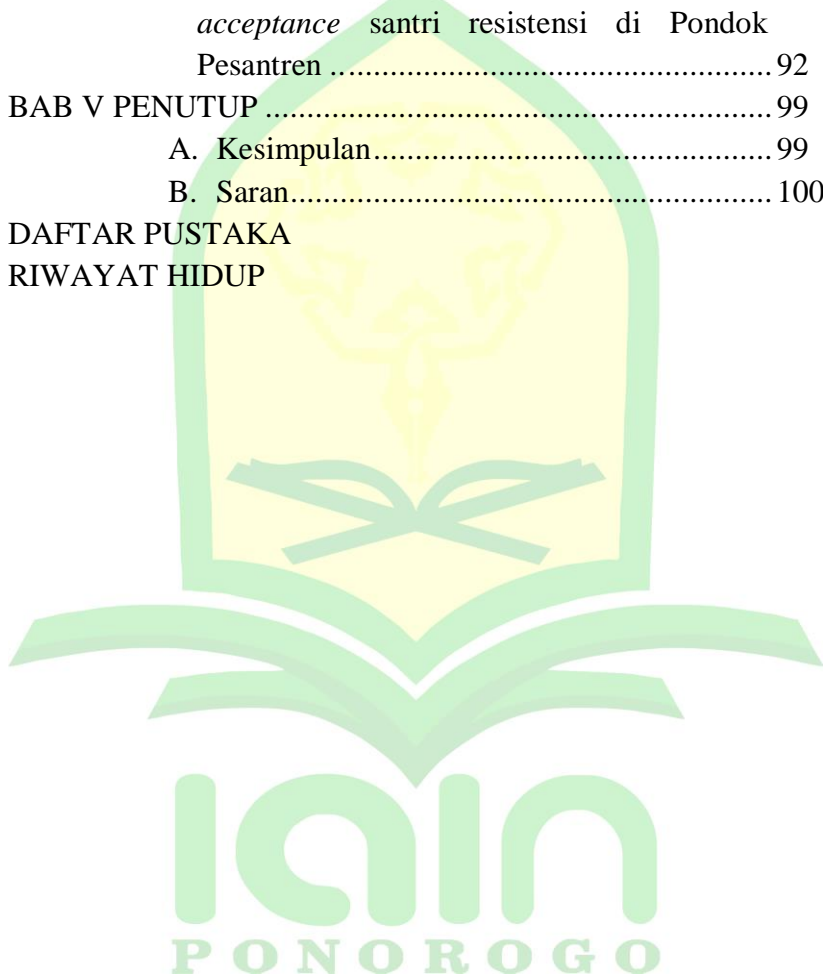 acceptance santri resistensi di Pondok
Pesantren .................................................. 92
BAB V PENUTUP .......................................................... 99
A. Kesimpulan.............................................. 99
B. Saran....................................................... 100
DAFTAR PUSTAKA
RIWAYAT HIDUP
iain
PONOROGO